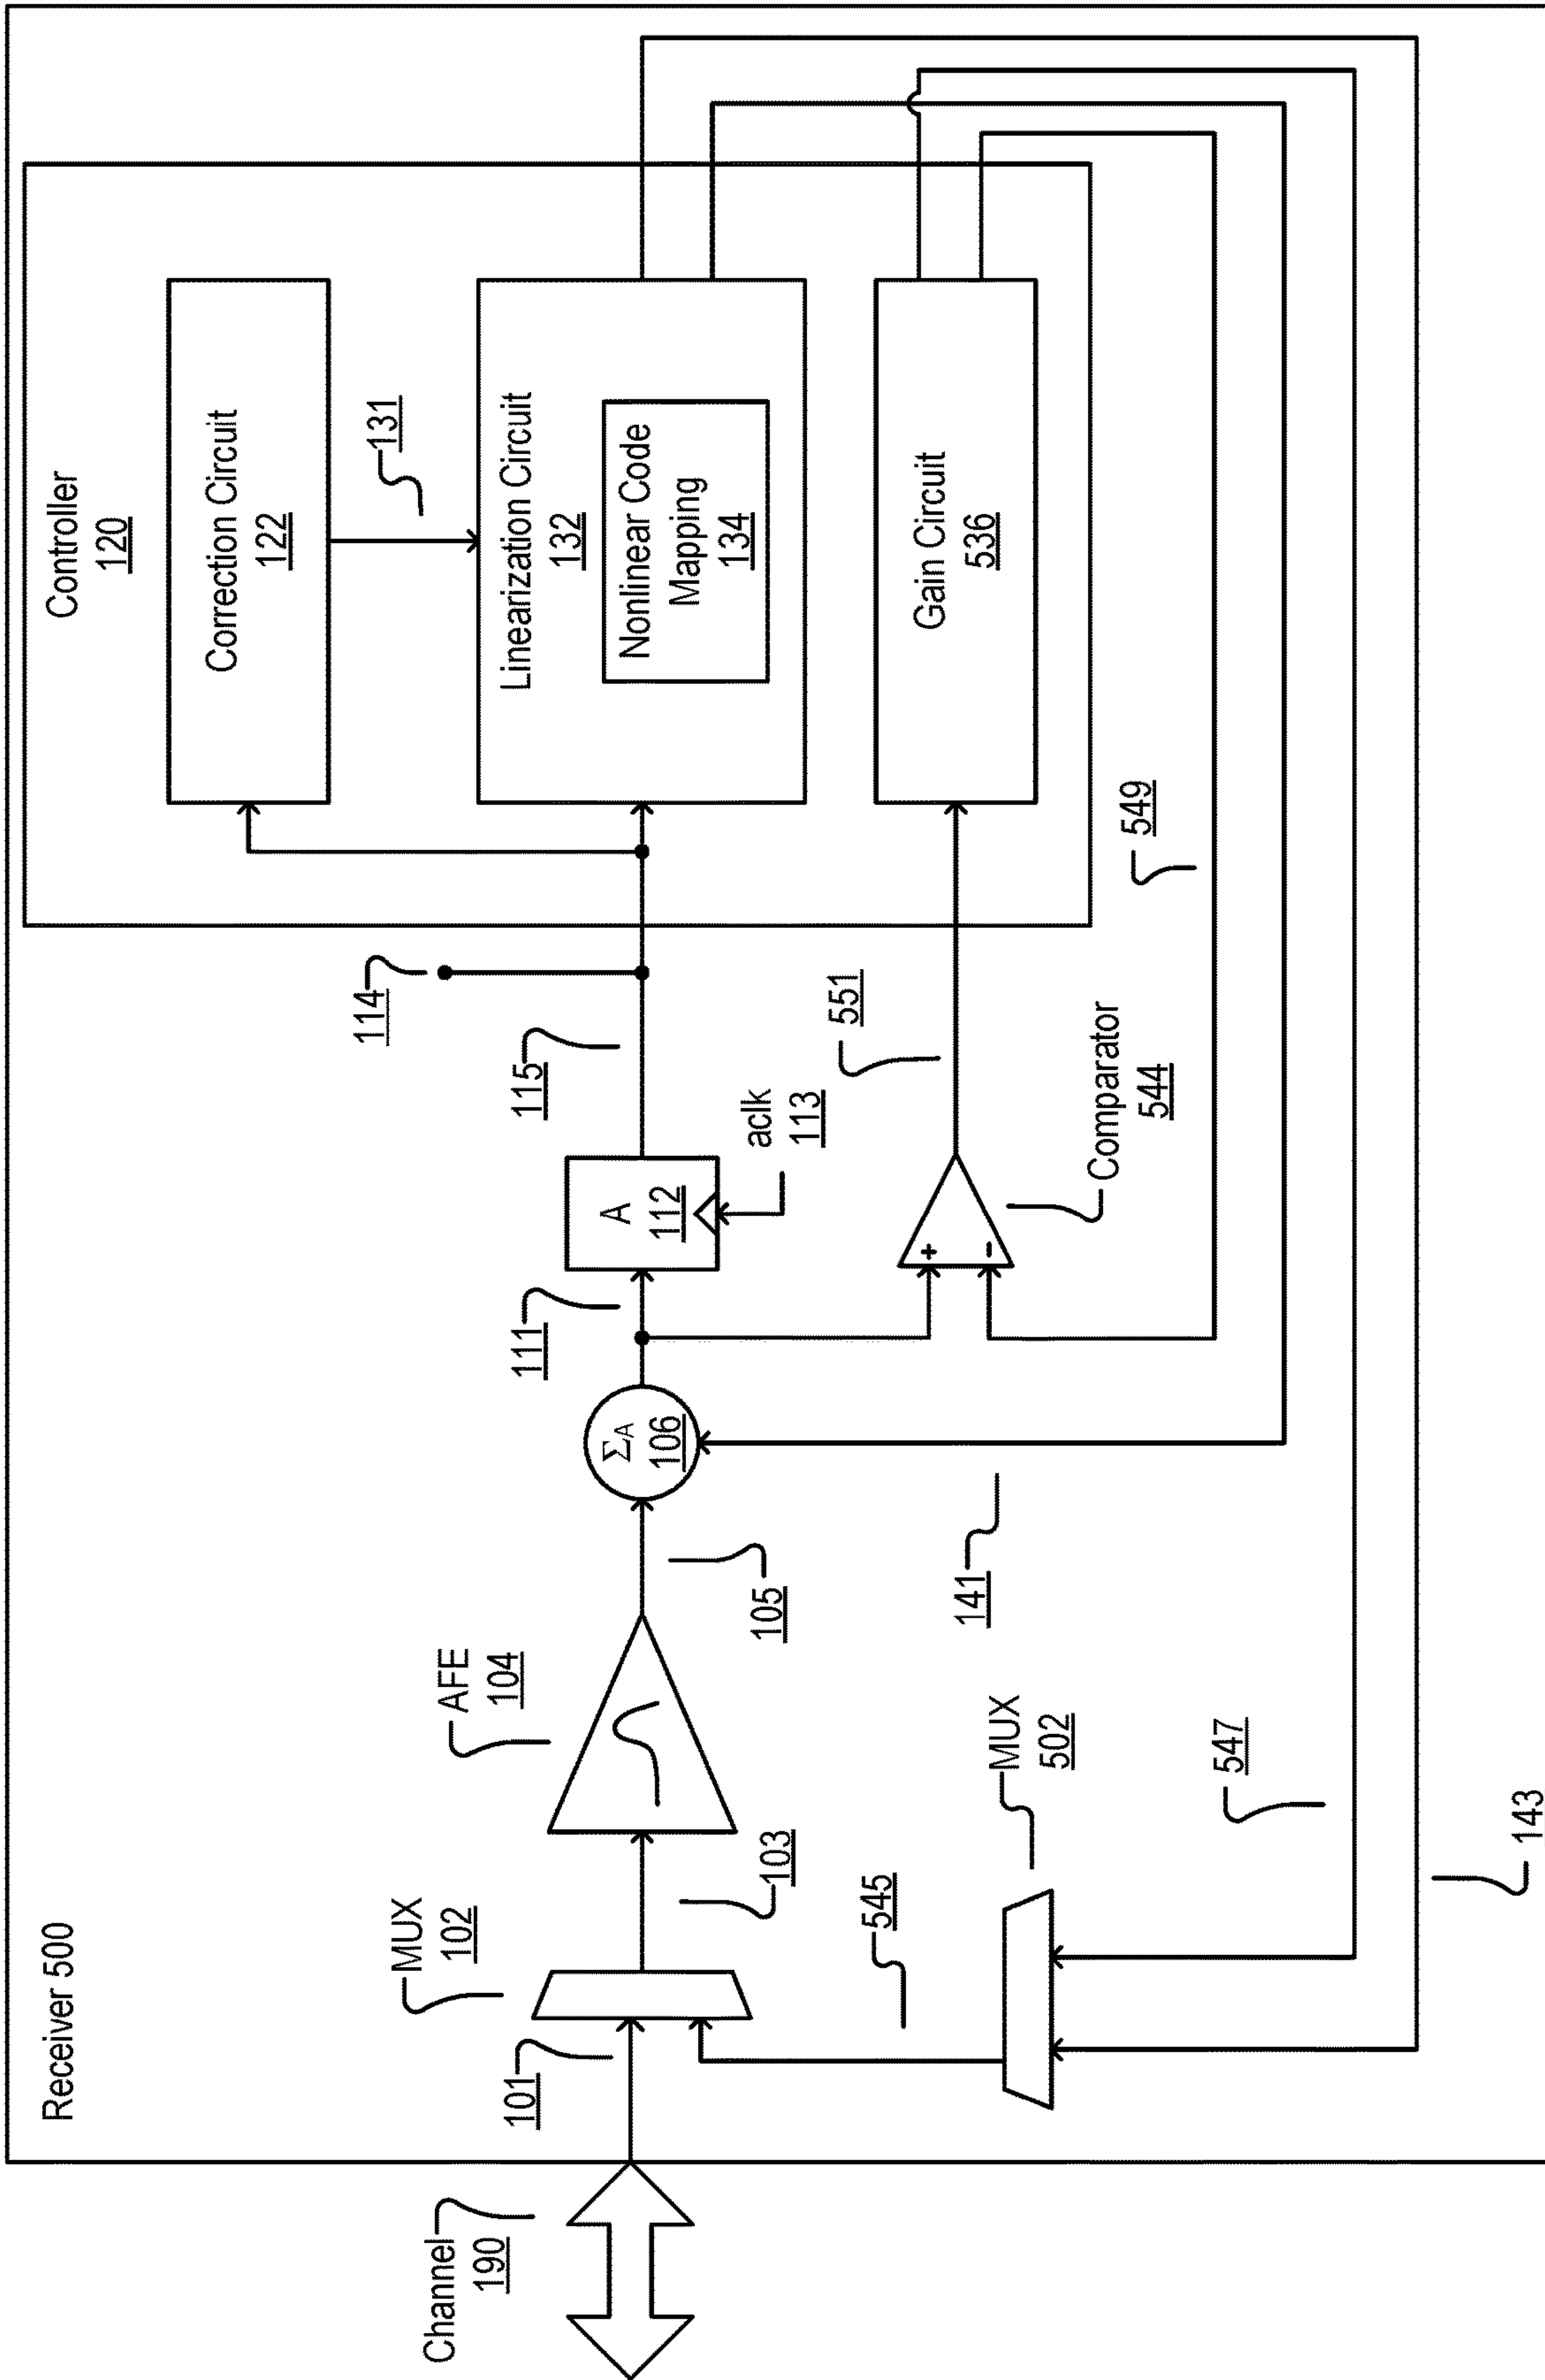 Receiver 500
Channel
190
101
MUX
102
103
AFE
104
105
ΣA
106
111
A
112
aclk
113
115
114
Controller
120
Correction Circuit
122
131
Linearization Circuit
132
Nonlinear Code
Mapping
134
Gain Circuit
536
551
+
-
Comparator
544
549
141
MUX
502
545
547
143